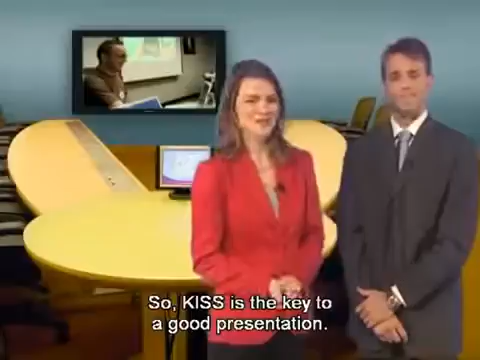 So, KISS is the key to
a good presentation.